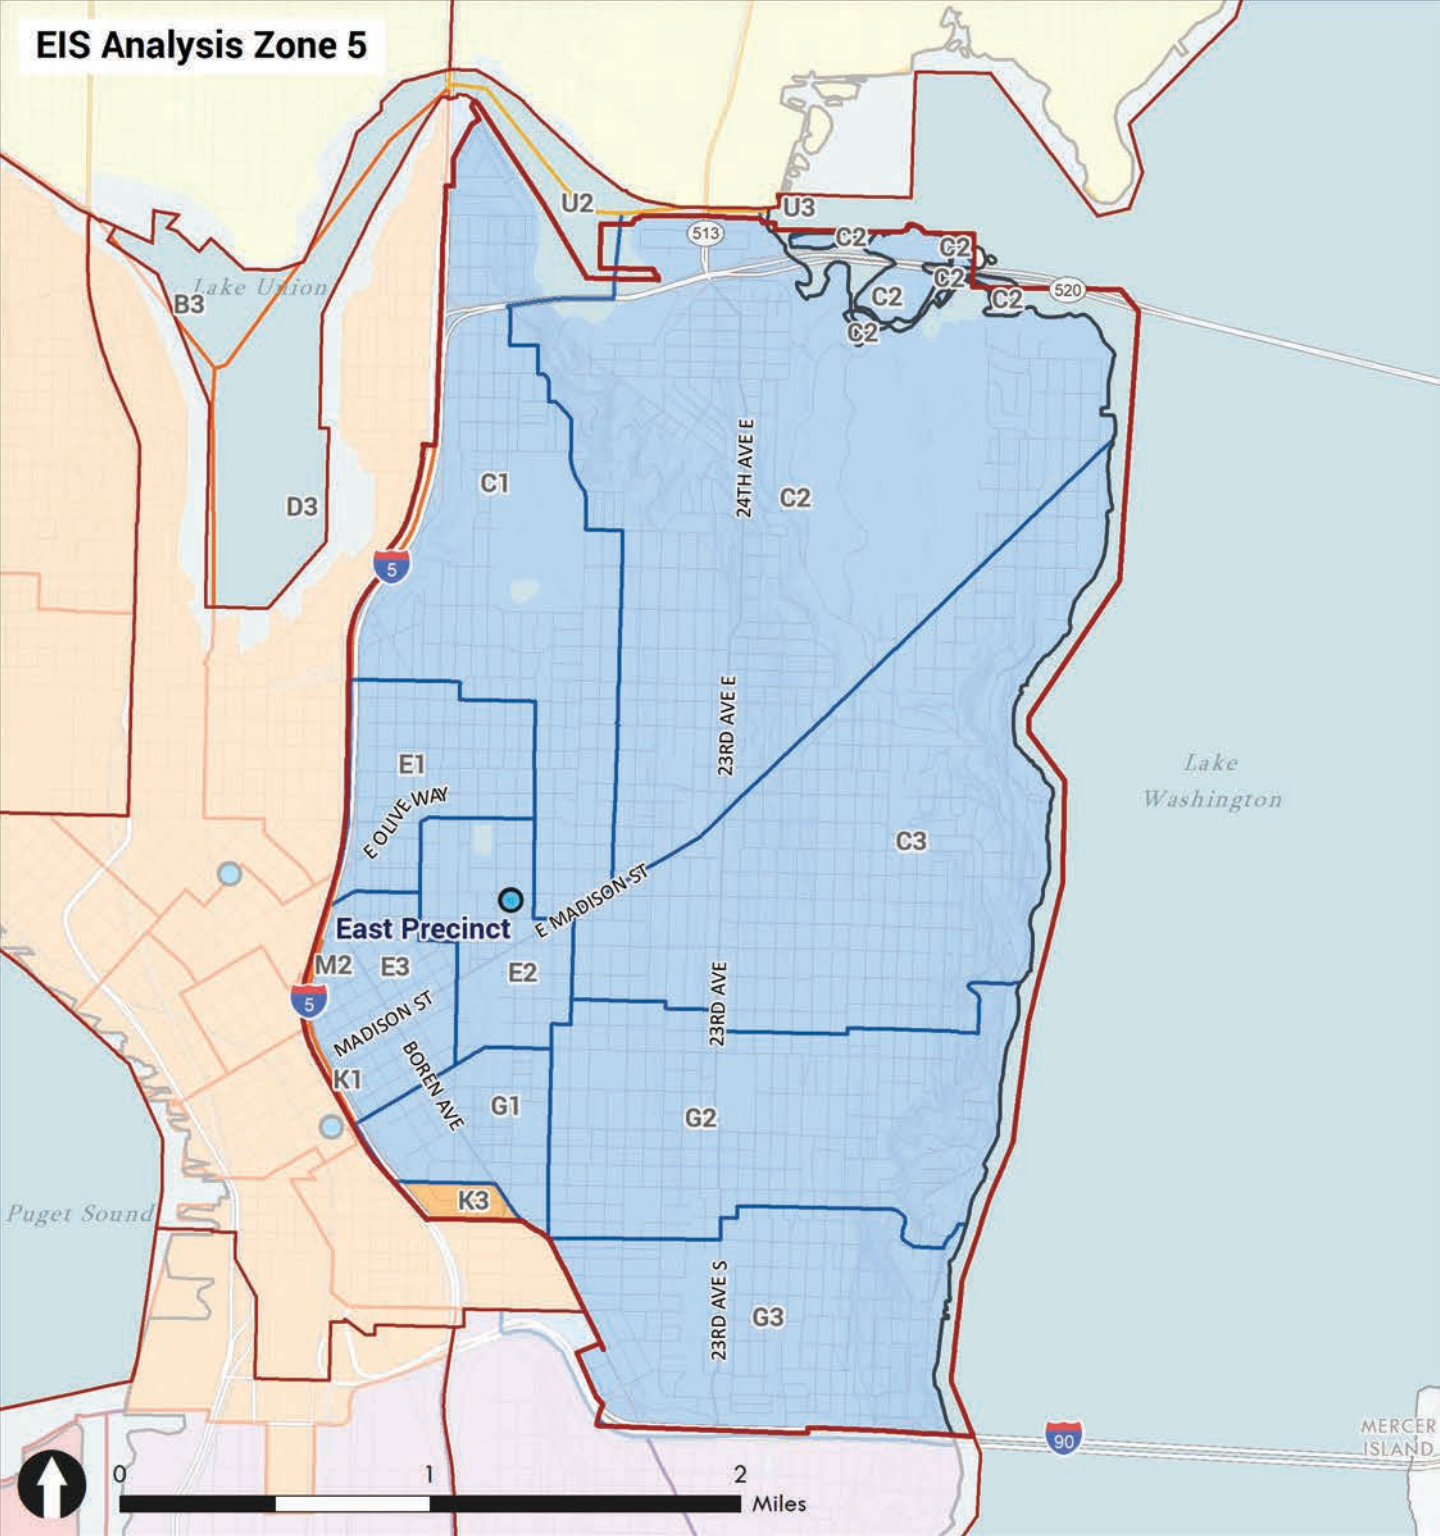 EIS Analysis Zone 5
U2
U3
513
C2
C2
C2
520
C2
C2
C2
Lake Union
B3
24TH AVE E
C1
C2
D3
5
23RD AVE E
Lake
Washington
E1
E OLIVE WAY
C3
E MADISON ST
East Precinct
M2
E3
E2
5
MADISON ST
23RD AVE
K1
BOREN AVE
G1
G2
K3
Puget Sound
23RD AVE S
G3
90
MERCER
ISLAND
0 1 2
Miles